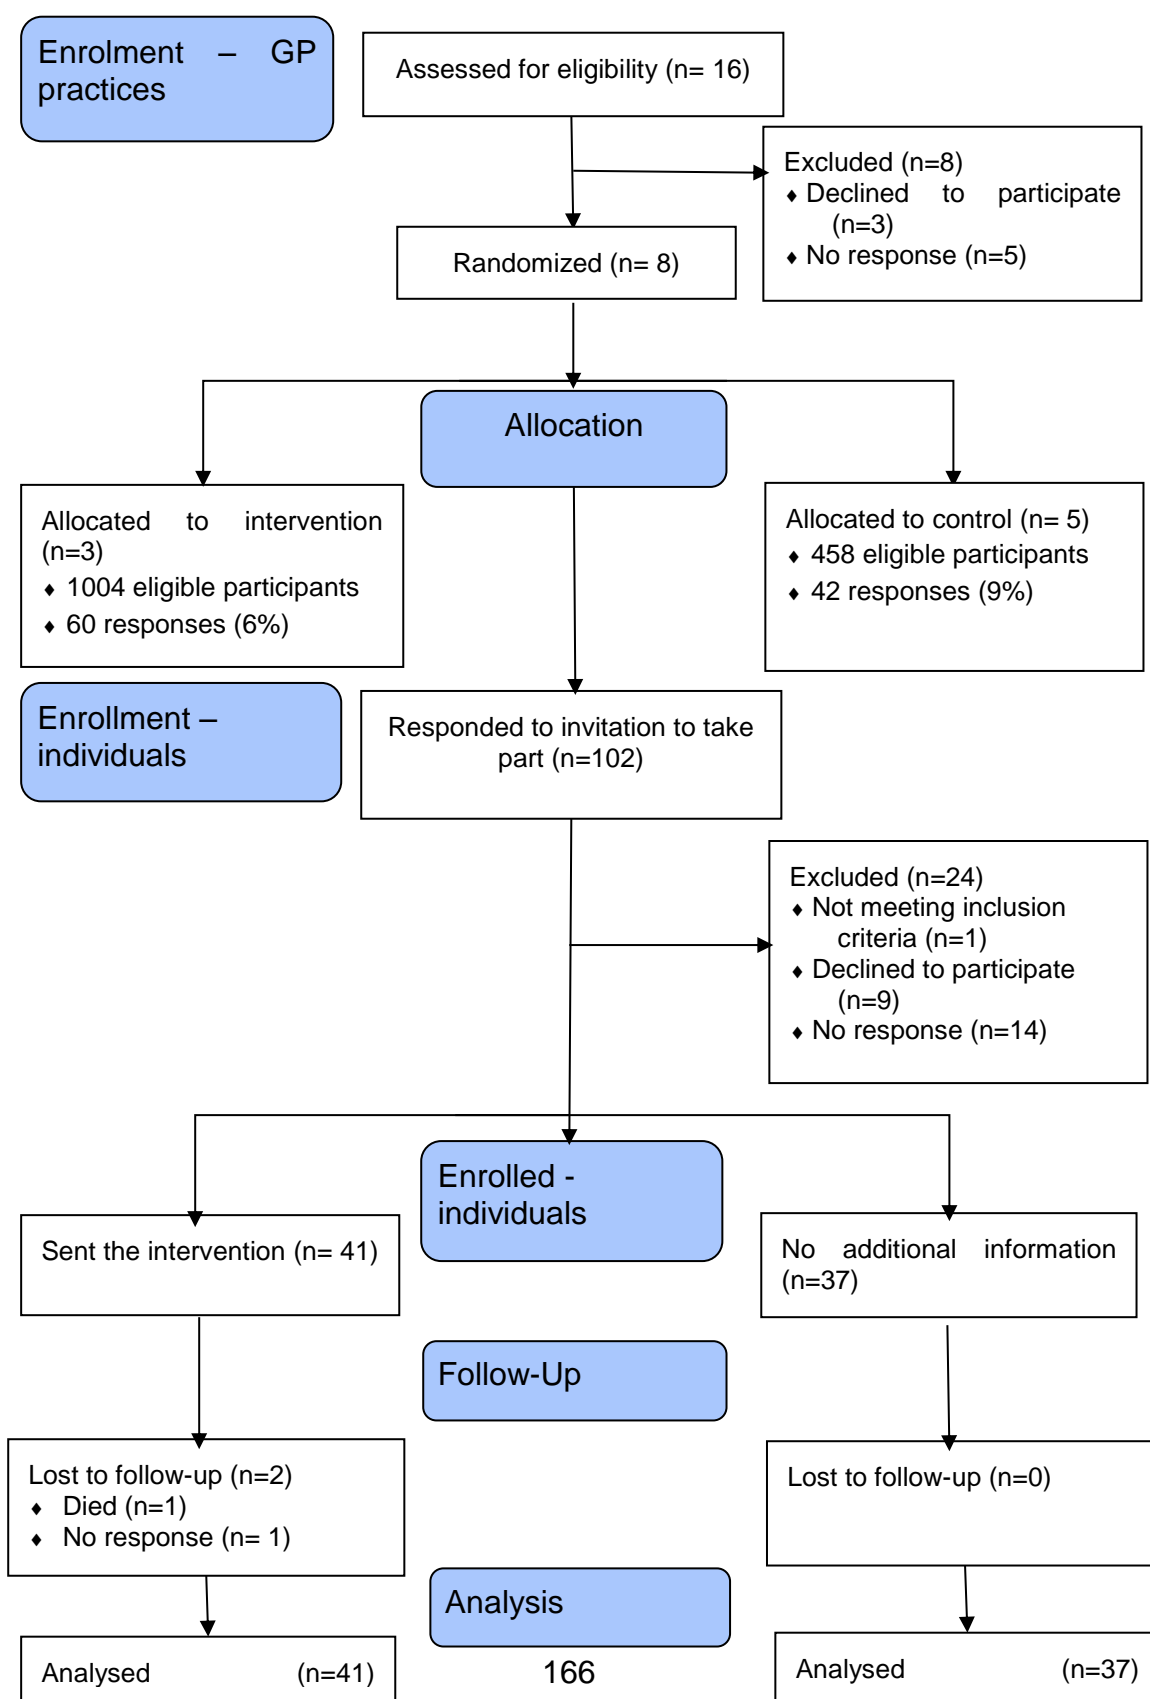 Enrolment – GP
practices
Assessed for eligibility (n= 16)
Excluded (n=8)
♦ Declined to participate
(n=3)
♦ No response (n=5)
Randomized (n= 8)
Allocation
Allocated to intervention
(n=3)
♦ 1004 eligible participants
♦ 60 responses (6%)
Allocated to control (n= 5)
♦ 458 eligible participants
♦ 42 responses (9%)
Enrollment –
individuals
Responded to invitation to take
part (n=102)
Excluded (n=24)
♦ Not meeting inclusion
criteria (n=1)
♦ Declined to participate
(n=9)
♦ No response (n=14)
Enrolled -
individuals
Sent the intervention (n= 41)
No additional information
(n=37)
Follow-Up
Lost to follow-up (n=2)
♦ Died (n=1)
♦ No response (n= 1)
Lost to follow-up (n=0)
Analysis
Analysed (n=41)
166
Analysed (n=37)